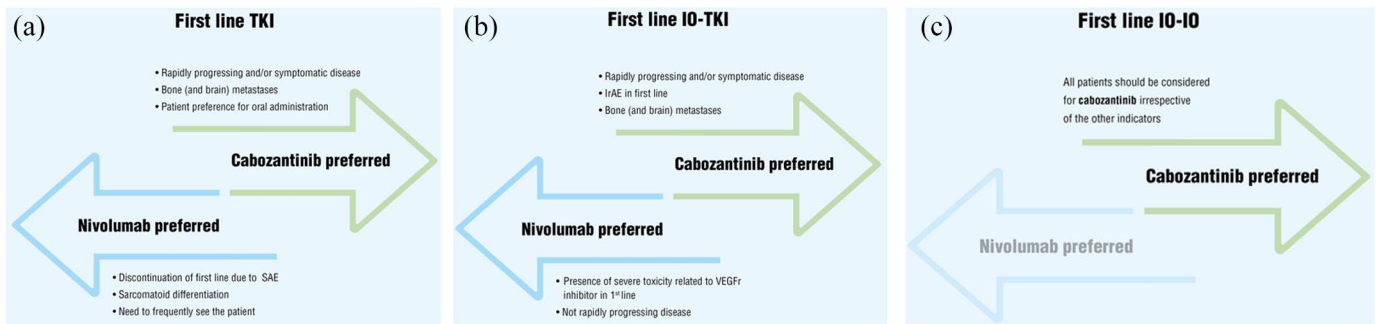 (a)
First line TKI
• Rapidly progressing and/or symptomatic disease
• Bone (and brain) metastases
• Patient preference for oral administration
Cabozantinib preferred
Nivolumab preferred
• Discontinuation of first line due to SAE
• Sarcomatoid differentiation
• Need to frequently see the patient
(b)
First line IO-TKI
• Rapidly progressing and/or symptomatic disease
• IrAE in first line
• Bone (and brain) metastases
Cabozantinib preferred
Nivolumab preferred
• Presence of severe toxicity related to VEGFr
inhibitor in 1st line
• Not rapidly progressing disease
(c)
First line IO-IO
All patients should be considered
for cabozantinib irrespective
of the other indicators
Cabozantinib preferred
Nivolumab preferred